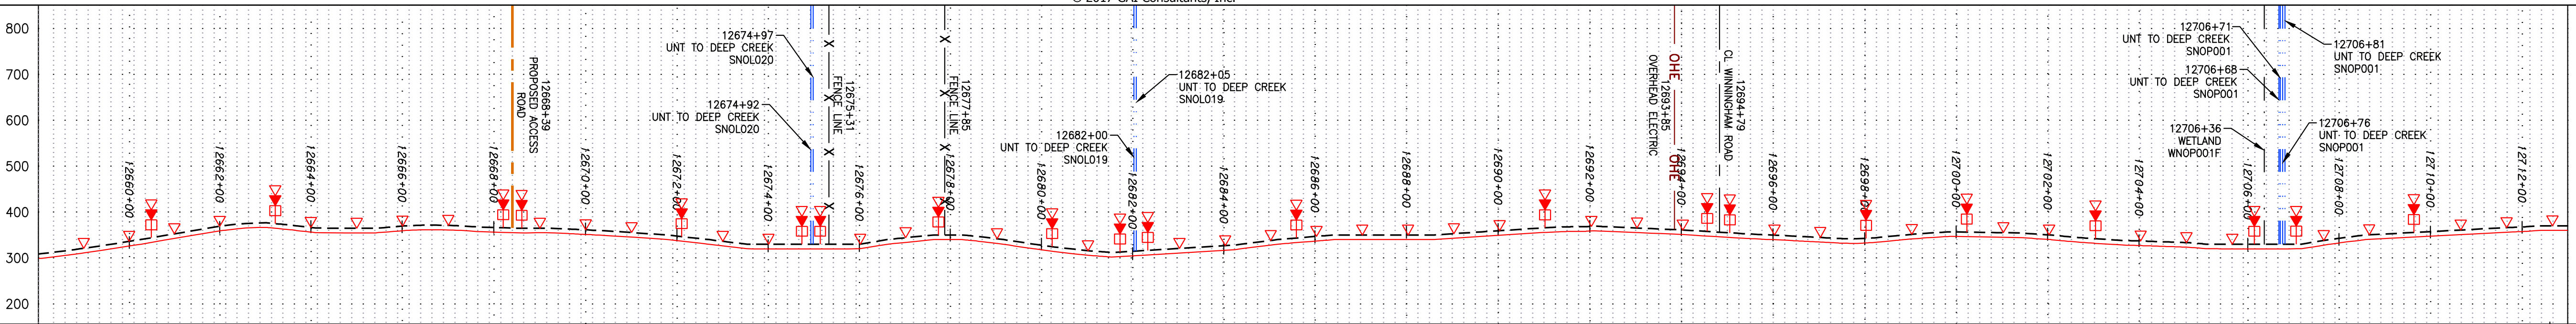 © 2017 GAI Consultants, Inc.
800
700
600
500
400
300
200
12660+00
12662+00
12664+00
12666+00
12668+00
12668+39
PROPOSED ACCESS
ROAD
12670+00
12672+00
12674+97
UNT TO DEEP CREEK
SNOL020
12674+92
UNT TO DEEP CREEK
SNOL020
12674+00
12675+31
FENCE LINE
12676+00
12677+85
FENCE LINE
12678+00
12680+00
12682+05
UNT TO DEEP CREEK
SNOL019
12682+00
UNT TO DEEP CREEK
SNOL019
12682+00
12684+00
12686+00
12688+00
12690+00
12692+00
OHE
OHE
12693+85
OVERHEAD ELECTRIC
12694+00
12694+79
CL WINNINGHAM ROAD
12696+00
12698+00
12700+00
12702+00
12704+00
12706+71
UNT TO DEEP CREEK
SNOP001
12706+68
UNT TO DEEP CREEK
SNOP001
12706+36
WETLAND
WNOP001F
12706+00
12706+81
UNT TO DEEP CREEK
SNOP001
12706+76
UNT TO DEEP CREEK
SNOP001
12708+00
12710+00
12712+00